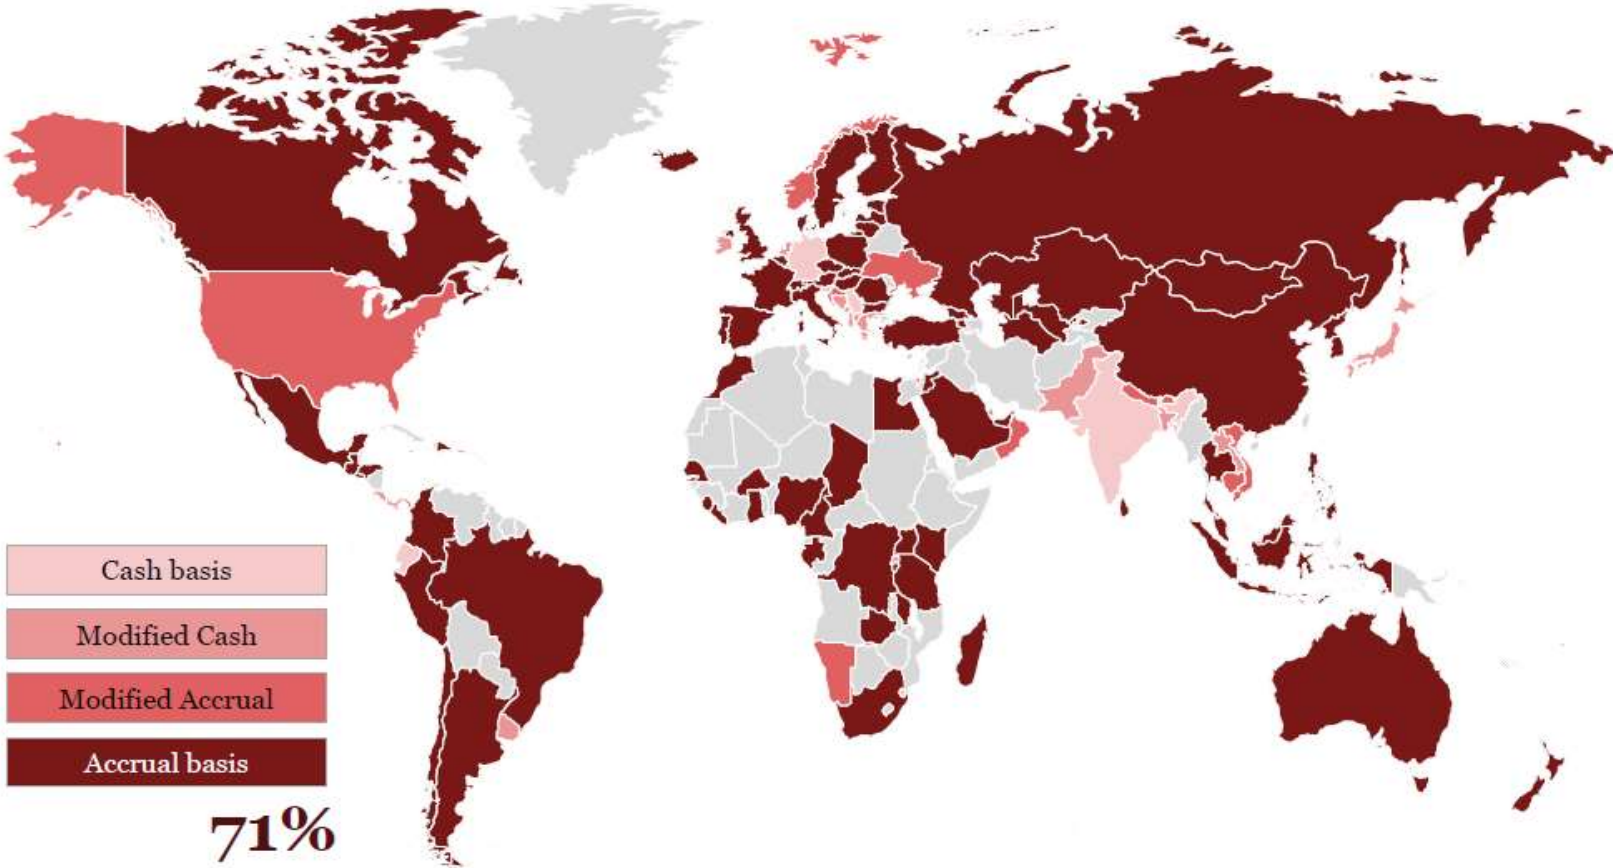 Cash basis
Modified Cash
Modified Accrual
Accrual basis
71%